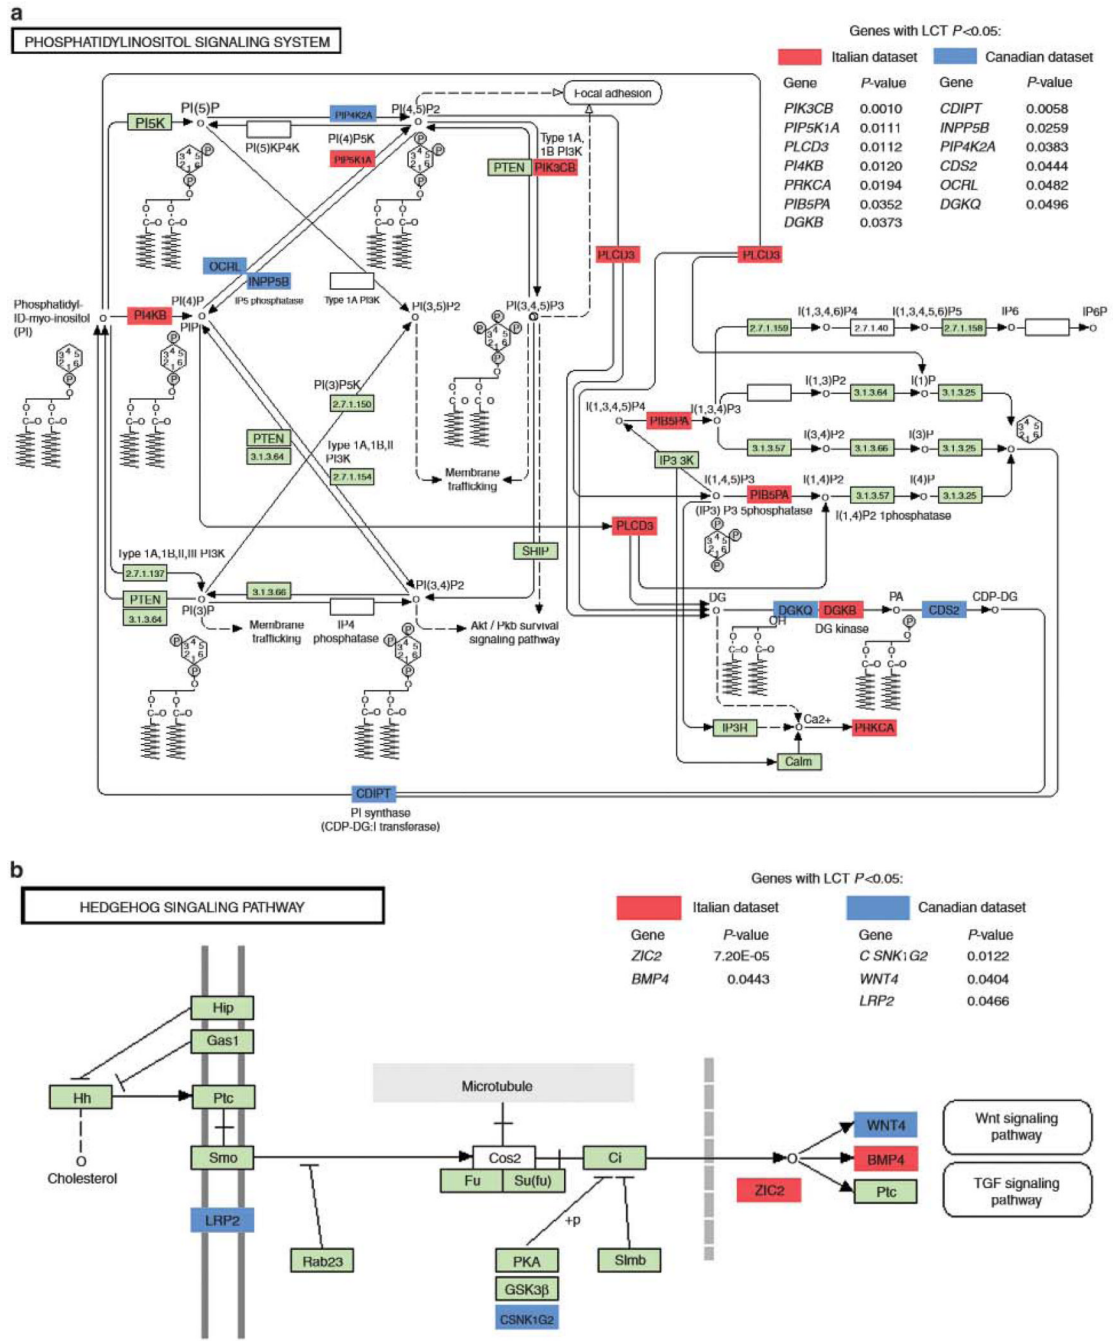 a
PHOSPHATIDYLINOSITOL SIGNALING SYSTEM
Genes with LCT P<0.05:
Italian dataset
Canadian dataset
Gene P-value Gene P-value
PIK3CB 0.0010 CDIPT 0.0058
PIP5K1A 0.0111 INPP5B 0.0259
PLCD3 0.0112 PIP4K2A 0.0383
PI4KB 0.0120 CDS2 0.0444
PRKCA 0.0194 OCRL 0.0482
PIB5PA 0.0352 DGKQ 0.0496
DGKB 0.0373
PI5K
PI(5)P
PIP4K2A
PI(4,5)P2
Focal adhesion
PI(5)KP4K
PI(4)P5K
PIP5K1A
Type 1A,
1B PI3K
PTEN
PIK3CB
OCRL
INPP5B
IP5 phosphatase
Type 1A PI3K
PLCD3
PLCD3
Phosphatidyl-
ID-myo-inositol
(PI)
PI4KB
PI(4)P
PIP
PI(3,5)P2
PI(3,4,5)P3
I(1,3,4,6)P4
I(1,3,4,5,6)P5
IP6
IP6P
2.7.1.159
2.7.1.40
2.7.1.158
PI(3)P5K
2.7.1.150
I(1,3)P2
I(1)P
3.1.3.64
3.1.3.25
I(1,3,4,5)P4
PIB5PA
I(1,3,4)P3
PTEN
3.1.3.64
Type 1A,1B,II
PI3K
2.7.1.154
Membrane
trafficking
IP3 3K
3.1.3.57
I(3,4)P2
3.1.3.66
I(3)P
3.1.3.25
I(1,4,5)P3
PIB5PA
I(1,4)P2
3.1.3.57
I(4)P
3.1.3.25
(IP3) P3 5phosphatase
I(1,4)P2 1phosphatase
PLCD3
SHIP
Type 1A,1B,II,III PI3K
2.7.1.137
PTEN
3.1.3.64
PI(3)P
3.1.3.66
PI(3,4)P2
IP4
phosphatase
Membrane
trafficking
Akt / Pkb survival
signaling pathway
DG
DGKQ
DGKB
DG kinase
PA
CDS2
CDP-DG
OH
IP3R
Ca2+
PRKCA
Calm
CDIPT
PI synthase
(CDP-DG:I transferase)
b
HEDGEHOG SINGALING PATHWAY
Genes with LCT P<0.05:
Italian dataset
Canadian dataset
Gene P-value Gene P-value
ZIC2 7.20E-05 CSNK1G2 0.0122
BMP4 0.0443 WNT4 0.0404
LRP2 0.0466
Hip
Gas1
Hh
Ptc
Microtubule
Smo
Cos2
Ci
Fu
Su(fu)
Cholesterol
LRP2
Rab23
+p
PKA
GSK3β
CSNK1G2
Slmb
ZIC2
WNT4
BMP4
Ptc
Wnt signaling
pathway
TGF signaling
pathway